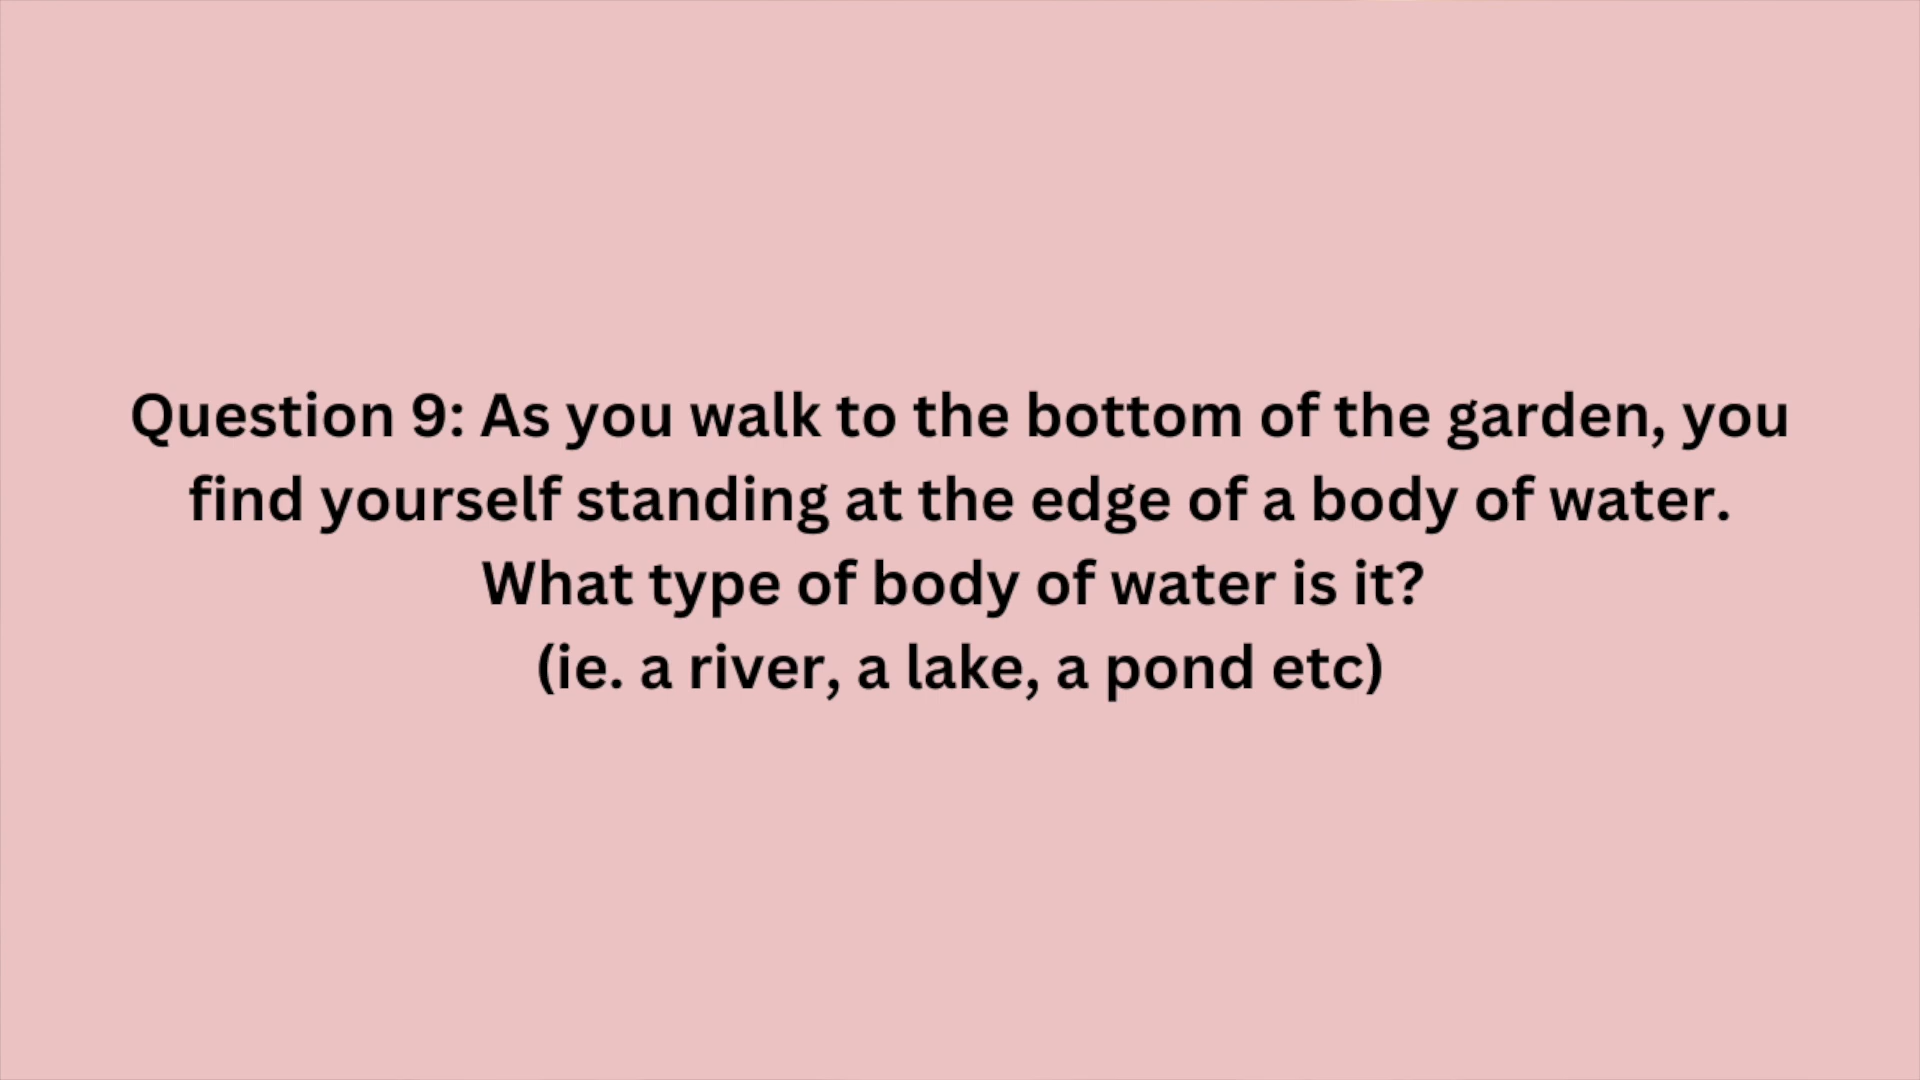 Question 9: As you walk to the bottom of the garden, you
find yourself standing at the edge of a body of water.
What type of body of water is it?
(ie. a river, a lake, a pond etc)